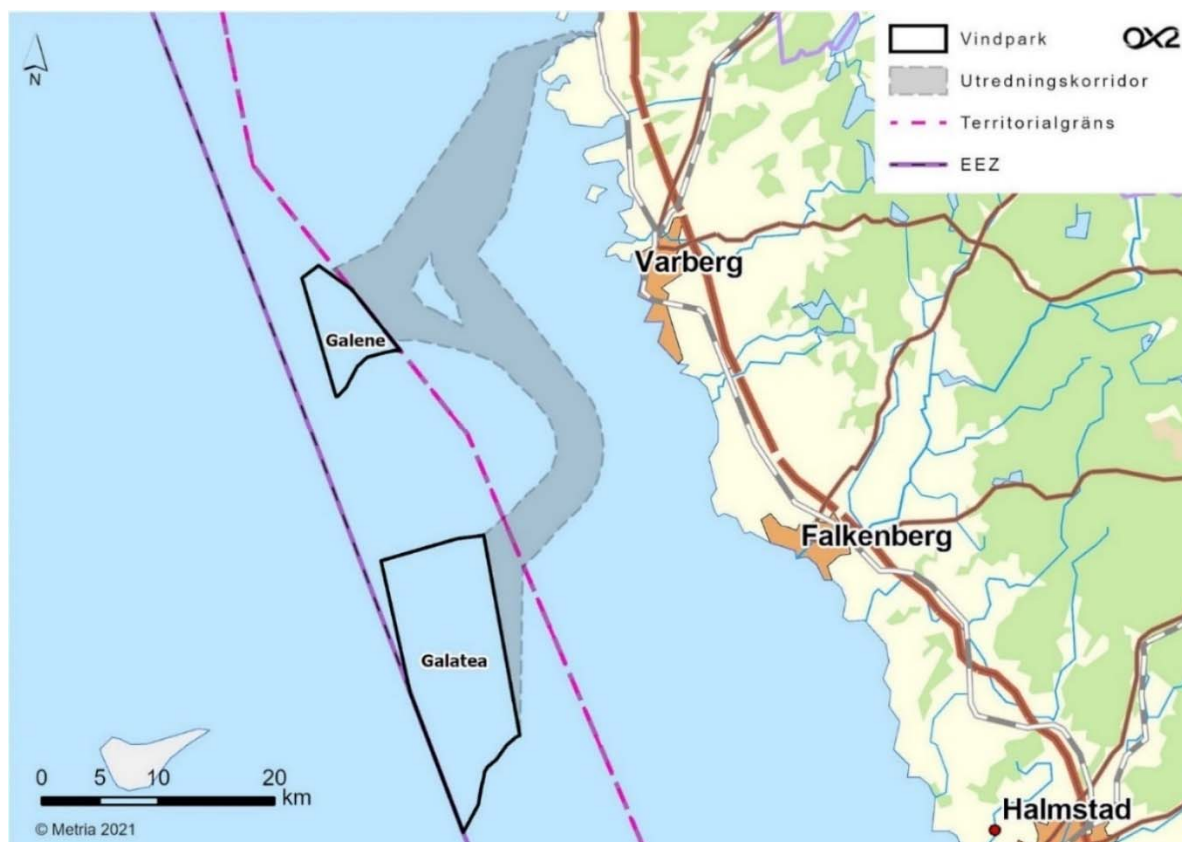 N
Vindpark
OX2
Utredningskorridor
Territorialgräns
EEZ
Varberg
Galene
Falkenberg
Galatea
Halmstad
0 5 10 20
km
© Metria 2021